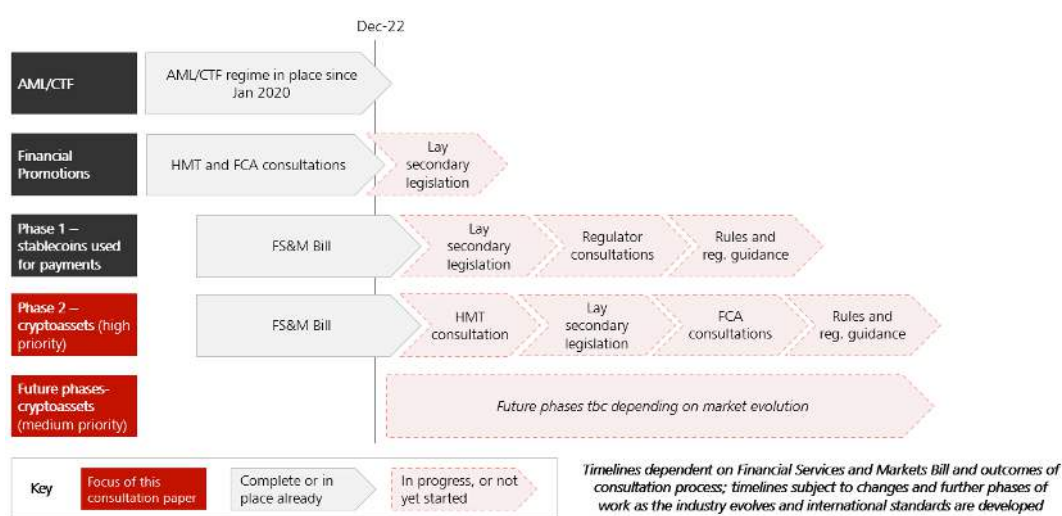 Dec-22
AML/CTF
AML/CTF regime in place since
Jan 2020
Financial
Promotions
HMT and FCA consultations
Lay
secondary
legislation
Phase 1 –
stablecoins used
for payments
FS&M Bill
Lay
secondary
legislation
Regulator
consultations
Rules and
reg. guidance
Phase 2 –
cryptoassets (high
priority)
FS&M Bill
HMT
consultation
Lay
secondary
legislation
FCA
consultations
Rules and
reg. guidance
Future phases-
cryptoassets
(medium priority)
Future phases tbc depending on market evolution
Key
Focus of this
consultation paper
Complete or in
place already
In progress, or not
yet started
Timelines dependent on Financial Services and Markets Bill and outcomes of
consultation process; timelines subject to changes and further phases of
work as the industry evolves and international standards are developed